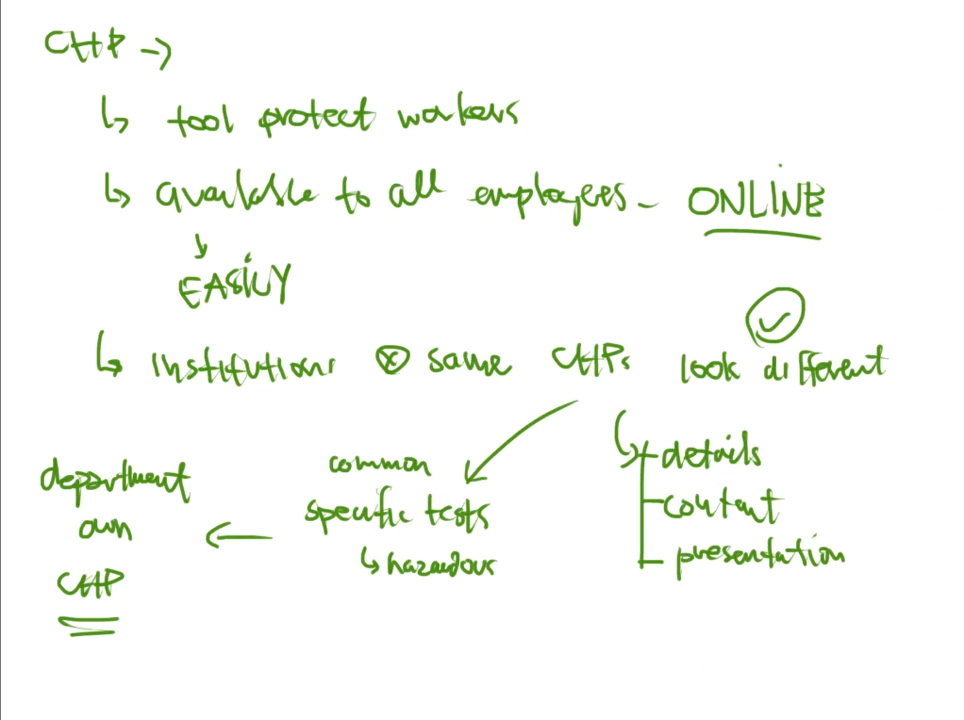 CHP →
↳ tool protect workers
↳ available to all employees - ONLINE
↓
EASILY
↳ institutions ⊗ same CHPs look different ✓
↳ details
content
presentation
common
specific tests
↳ hazardous
←
department
own
CHP